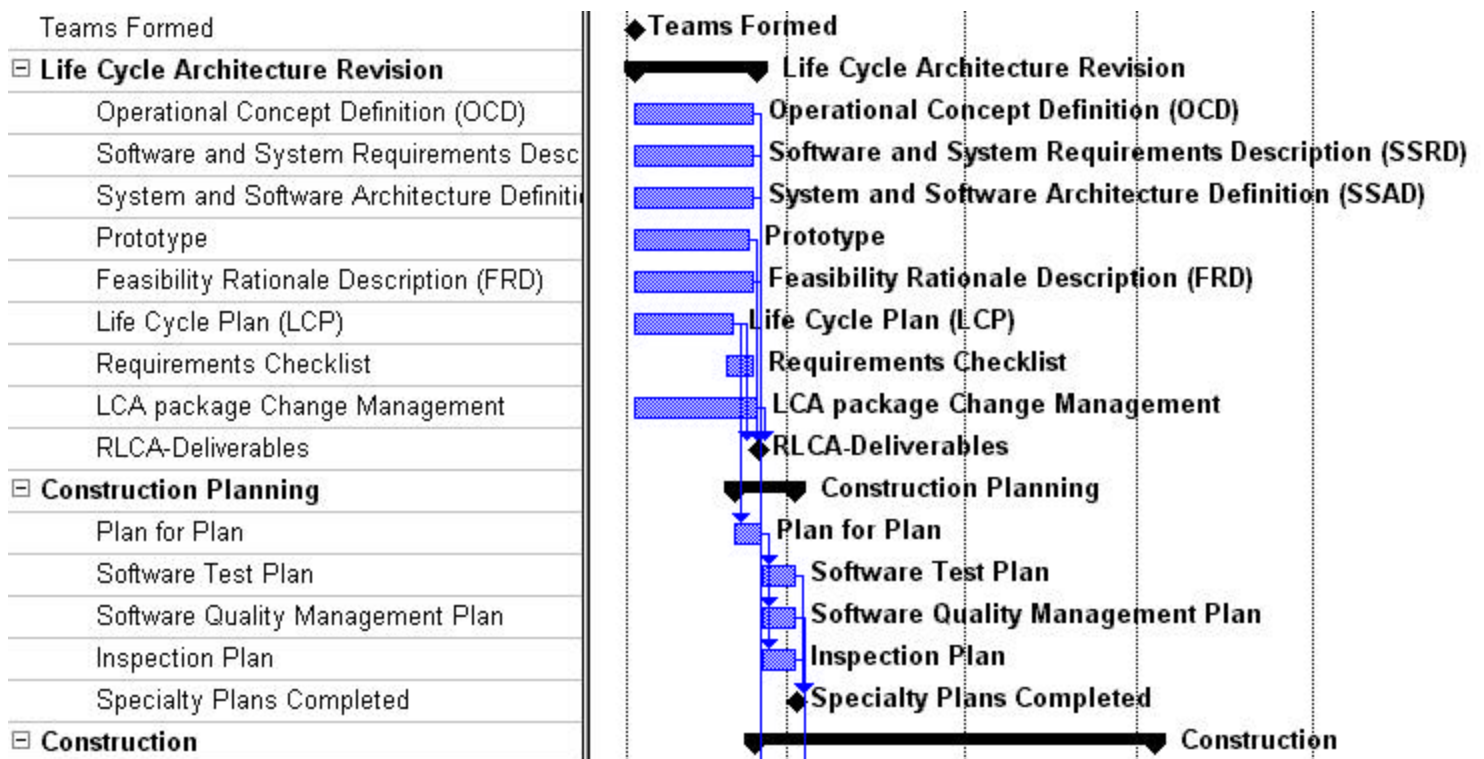 Teams Formed
Teams Formed
Life Cycle Architecture Revision
Life Cycle Architecture Revision
Operational Concept Definition (OCD)
Operational Concept Definition (OCD)
Software and System Requirements Desc
Software and System Requirements Description (SSRD)
System and Software Architecture Definiti
System and Software Architecture Definition (SSAD)
Prototype
Prototype
Feasibility Rationale Description (FRD)
Feasibility Rationale Description (FRD)
Life Cycle Plan (LCP)
Life Cycle Plan (LCP)
Requirements Checklist
Requirements Checklist
LCA package Change Management
LCA package Change Management
RLCA-Deliverables
RLCA-Deliverables
Construction Planning
Construction Planning
Plan for Plan
Plan for Plan
Software Test Plan
Software Test Plan
Software Quality Management Plan
Software Quality Management Plan
Inspection Plan
Inspection Plan
Specialty Plans Completed
Specialty Plans Completed
Construction
Construction